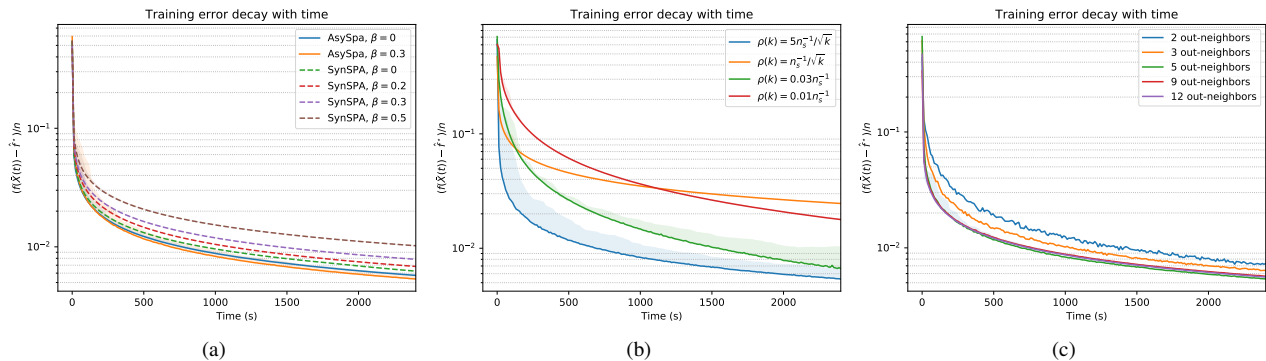 Training error decay with time
AsySpa, β = 0
AsySpa, β = 0.3
SynSPA, β = 0
SynSPA, β = 0.2
SynSPA, β = 0.3
SynSPA, β = 0.5
10⁻¹
10⁻²
(f(X̄(t)) − f̂⋆)/n
0 500 1000 1500 2000
Time (s)
(a)
Training error decay with time
ρ(k) = 5nₛ⁻¹/√k
ρ(k) = nₛ⁻¹/√k
ρ(k) = 0.03nₛ⁻¹
ρ(k) = 0.01nₛ⁻¹
10⁻¹
10⁻²
(f(X̄(t)) − f̂⋆)/n
0 500 1000 1500 2000
Time (s)
(b)
Training error decay with time
2 out-neighbors
3 out-neighbors
5 out-neighbors
9 out-neighbors
12 out-neighbors
10⁻¹
10⁻²
(f(X̄(t)) − f̂⋆)/n
0 500 1000 1500 2000
Time (s)
(c)